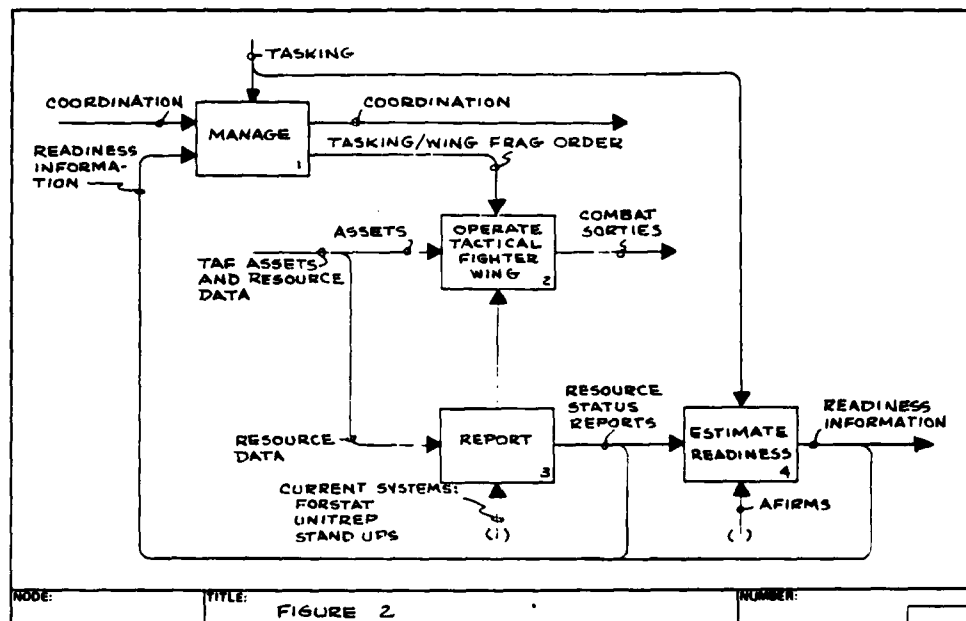 TASKING
COORDINATION
COORDINATION
MANAGE
1
TASKING/WING FRAG ORDER
READINESS
INFORMA-
TION
ASSETS
TAF ASSETS
AND RESOURCE
DATA
OPERATE
TACTICAL
FIGHTER
WING
2
COMBAT
SORTIES
RESOURCE
DATA
REPORT
3
RESOURCE
STATUS
REPORTS
ESTIMATE
READINESS
4
READINESS
INFORMATION
CURRENT SYSTEMS:
FORSTAT
UNITREP
STAND UPS
(1)
AFIRMS
( )
NODE:
TITLE:
FIGURE 2
NUMBER: